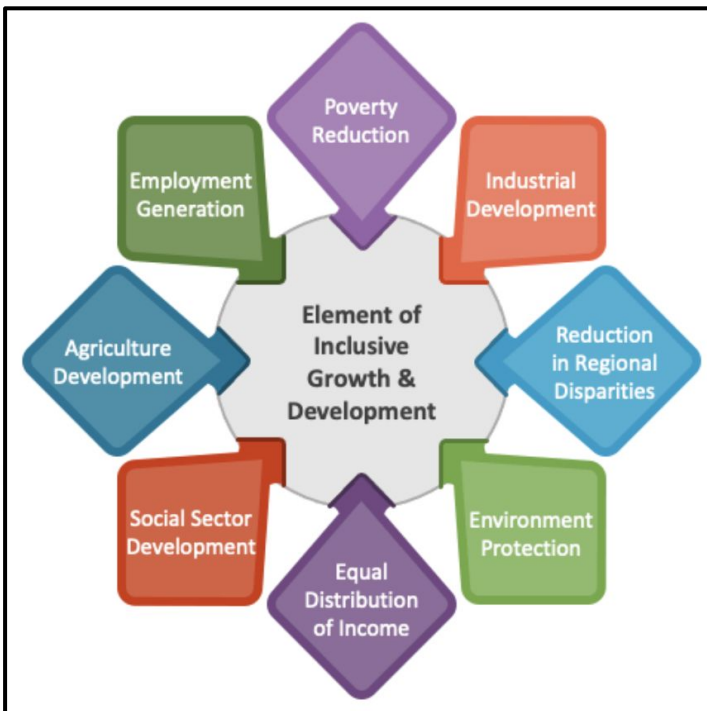 Poverty
Reduction
Industrial
Development
Reduction
in Regional
Disparities
Environment
Protection
Equal
Distribution
of Income
Social Sector
Development
Agriculture
Development
Employment
Generation
Element of
Inclusive
Growth &
Development